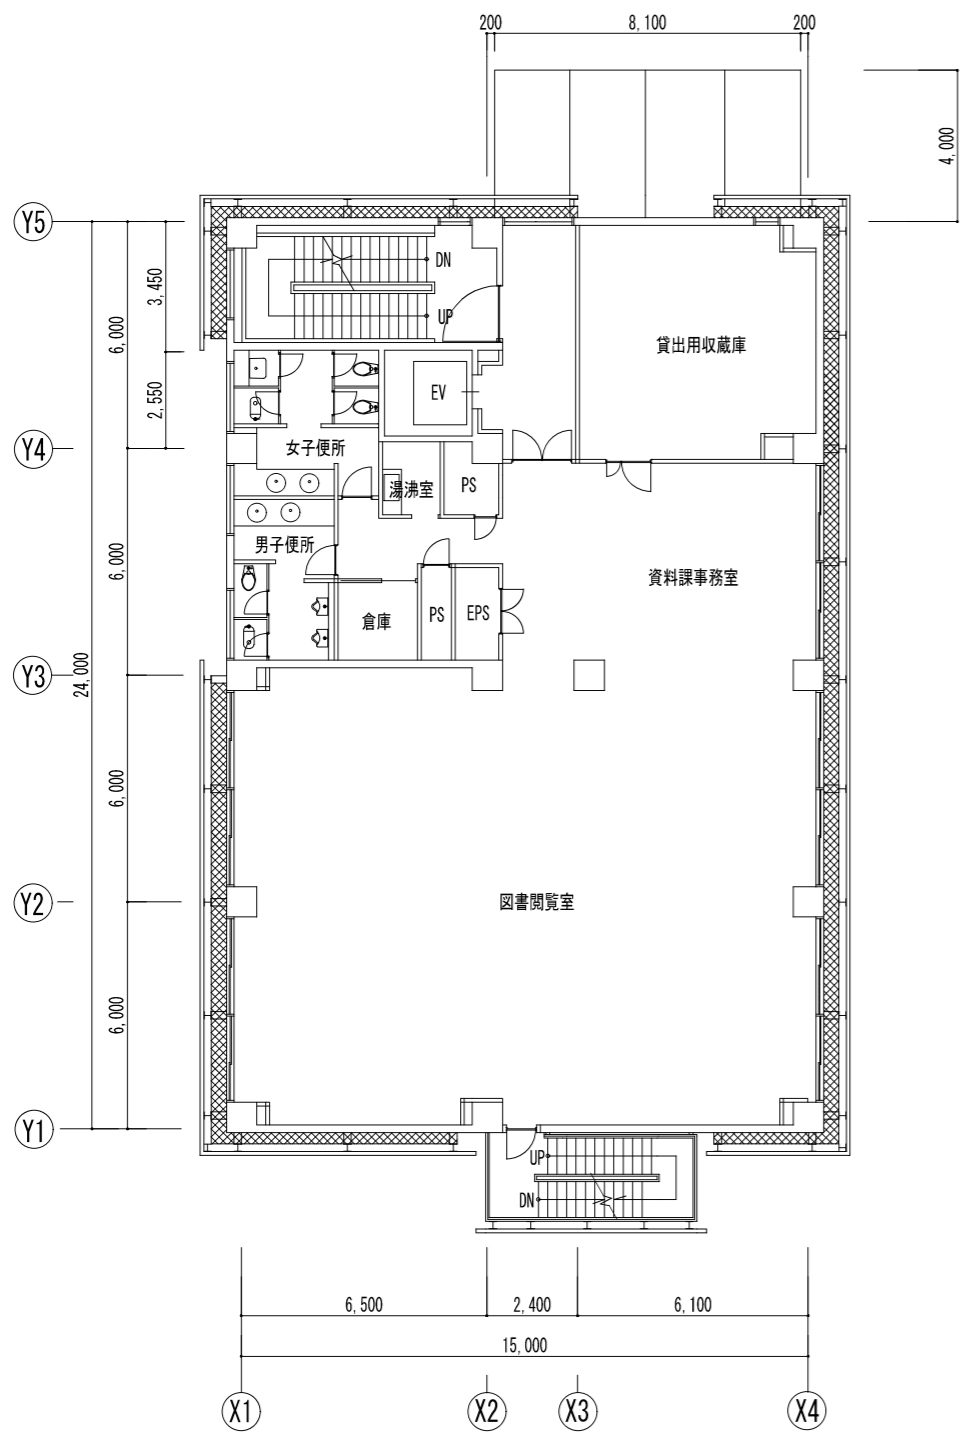 200
8,100
200
4,000
Y5
3,450
6,000
DN
UP
貸出用収蔵庫
2,550
EV
Y4
女子便所
湯沸室
PS
男子便所
6,000
資料課事務室
倉庫
PS
EPS
Y3
24,000
6,000
Y2
図書閲覧室
6,000
Y1
UP
DN
6,500
2,400
6,100
15,000
X1
X2
X3
X4